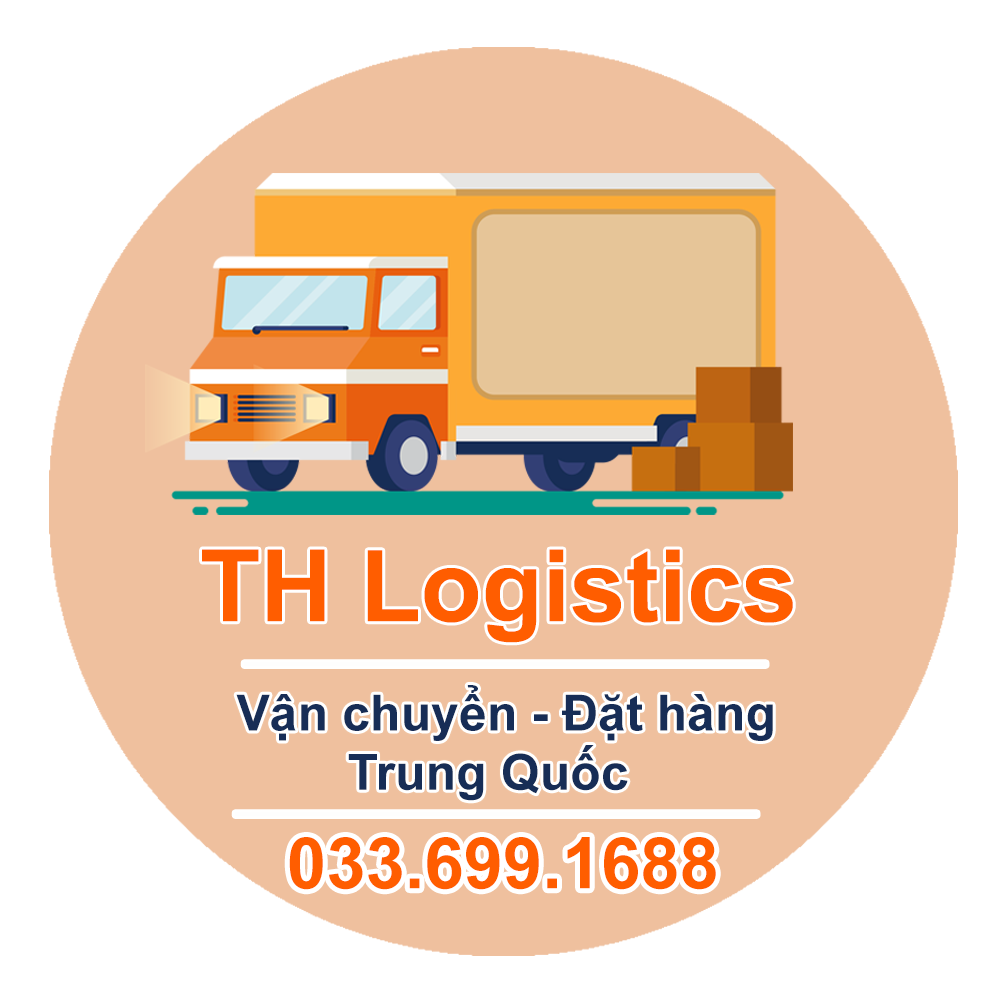 TH Logistics
Vận chuyển - Đặt hàng
Trung Quốc
033.699.1688